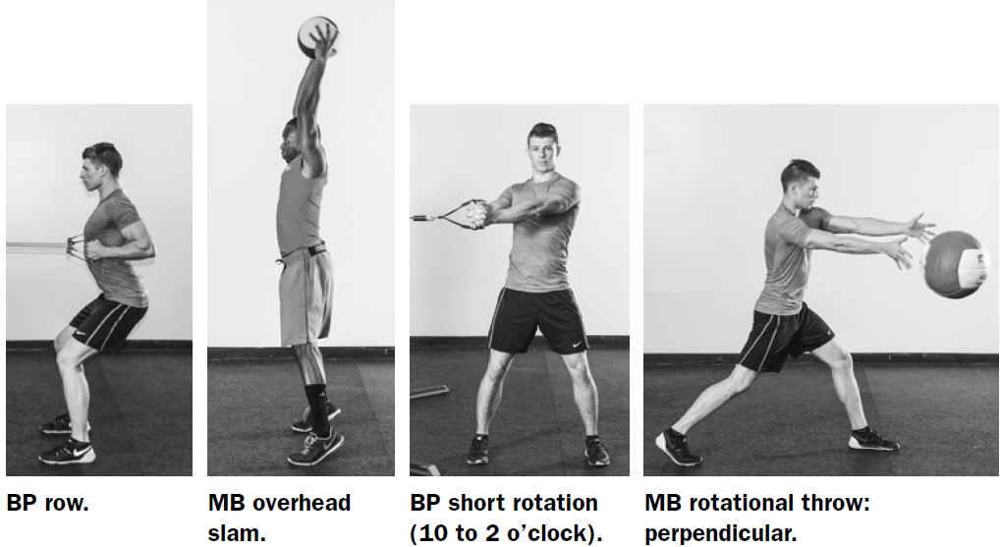 BP row.
MB overhead
slam.
BP short rotation
(10 to 2 o’clock).
MB rotational throw:
perpendicular.